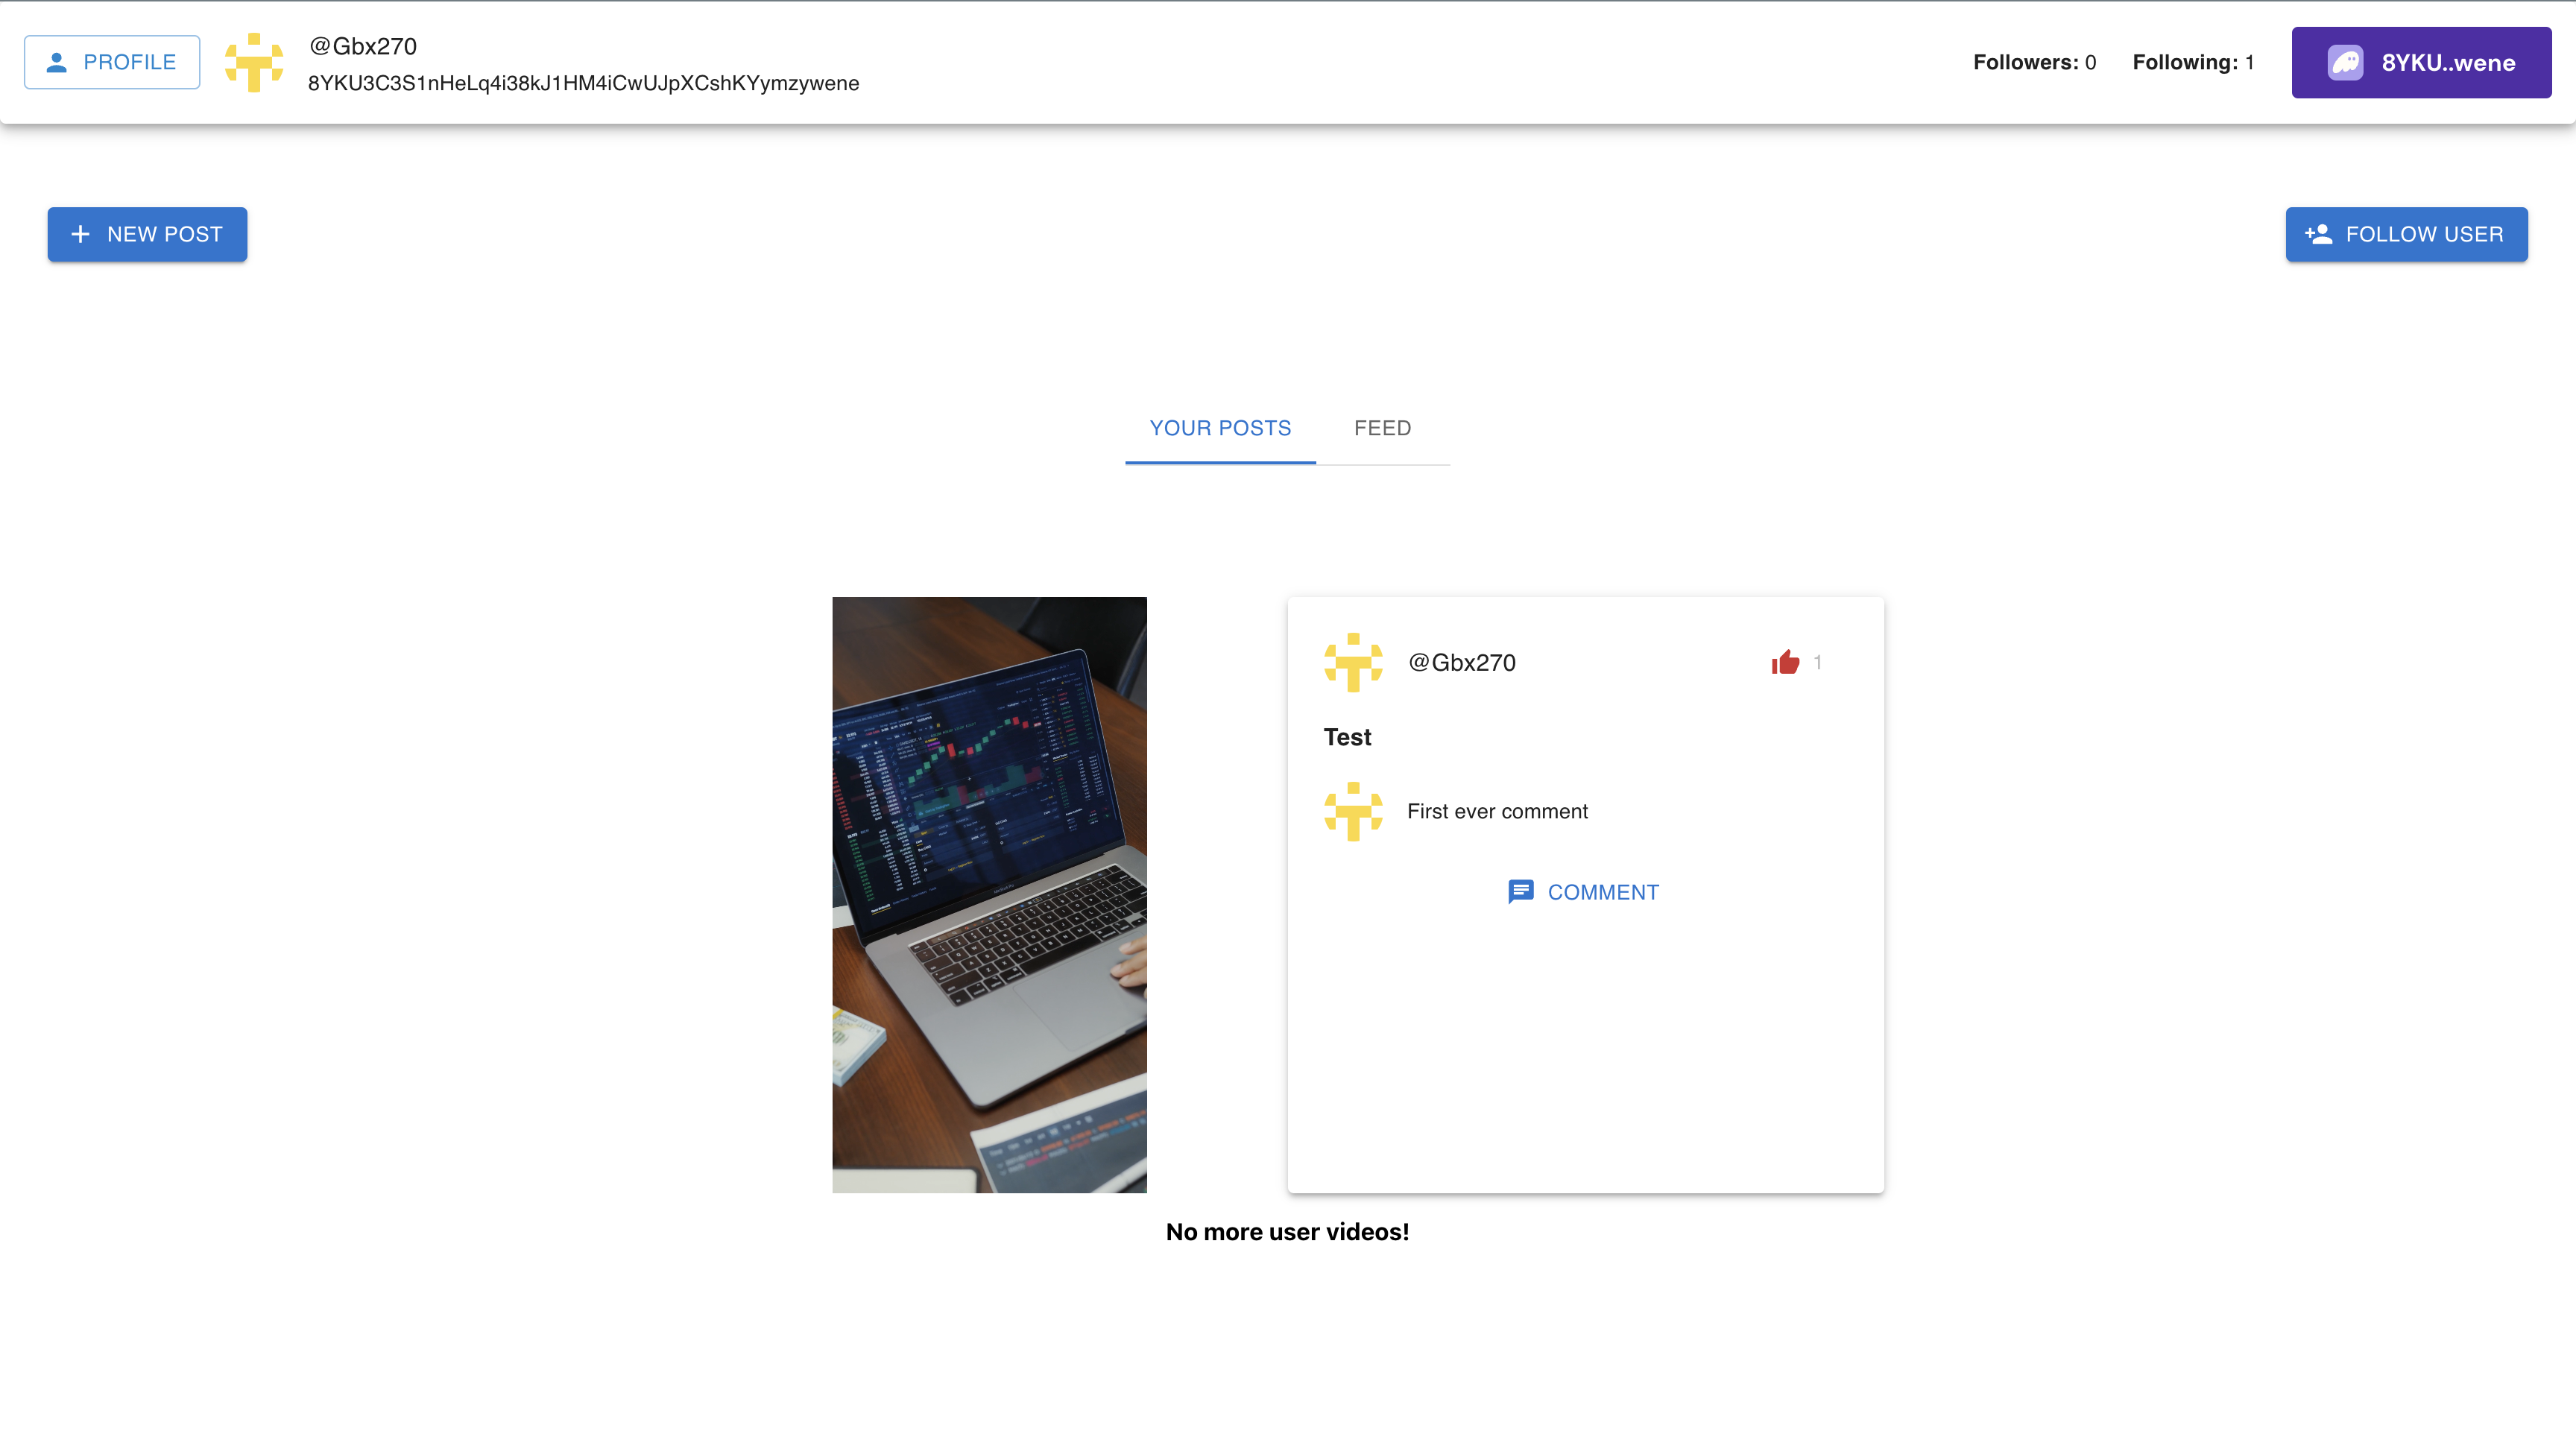 PROFILE
@Gbx270
8YKU3C3S1nHeLq4i38kJ1HM4iCwUJpXCshKYymzywene
Followers: 0
Following: 1
8YKU..wene
NEW POST
FOLLOW USER
YOUR POSTS
FEED
@Gbx270
1
Test
First ever comment
COMMENT
No more user videos!